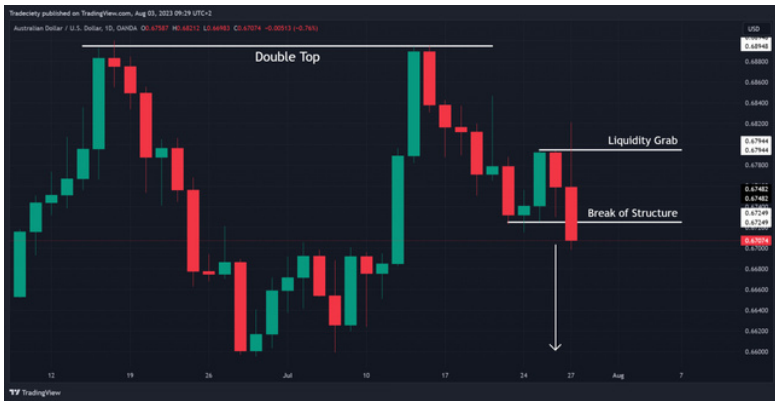 Tradeciety published on TradingView.com, Aug 03, 2023 09:29 UTC+2
Australian Dollar / U.S. Dollar, 1D, OANDA O0.67587 H0.68212 L0.66983 C0.67074 −0.00513 (−0.76%)
USD
0.68948
Double Top
0.68800
0.68600
0.68400
0.68200
Liquidity Grab
0.67944
0.67944
0.67482
0.67482
Break of Structure
0.67249
0.67249
0.67074
0.67000
0.66800
0.66600
0.66400
0.66200
0.66000
12 19 26 Jul 10 17 24 27 Aug 7
TradingView